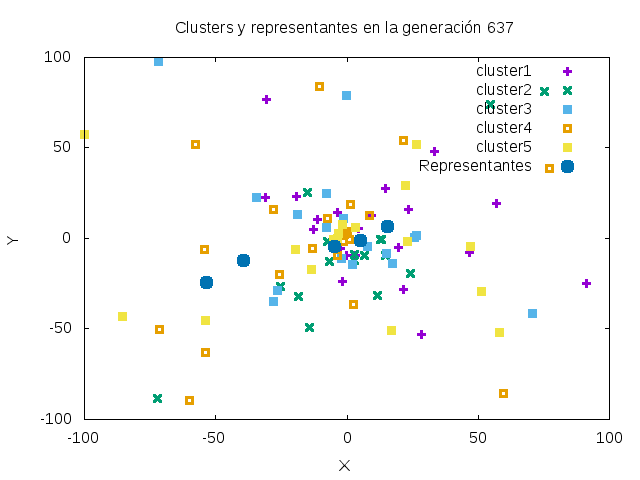 Clusters y representantes en la generación 637
100
50
0
-50
-100
-100
-50
0
50
100
Y
X
cluster1
cluster2
cluster3
cluster4
cluster5
Representantes